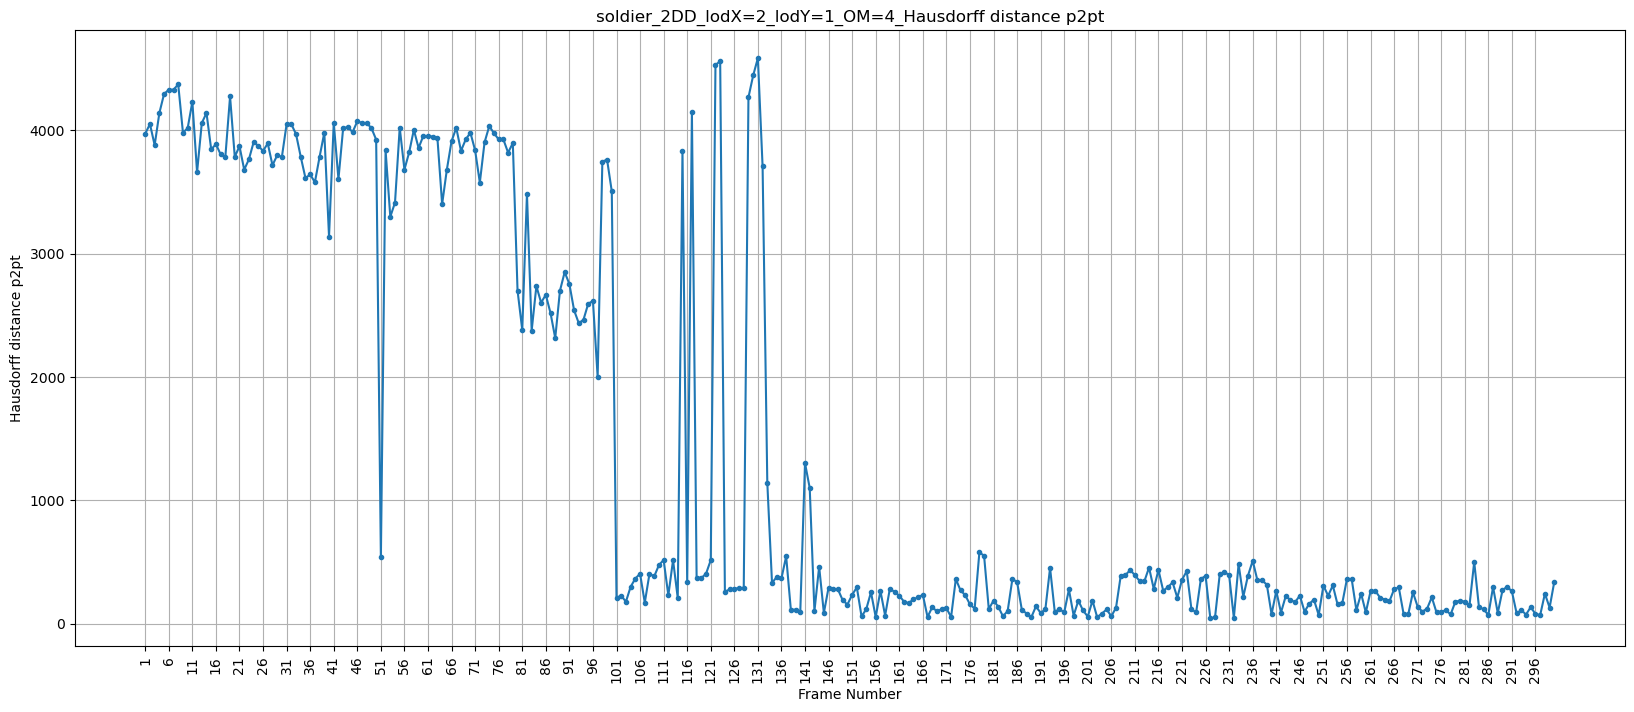 soldier_2DD_lodX=2_lodY=1_OM=4_Hausdorff distance p2pt
Hausdorff distance p2pt
4000
3000
2000
1000
0
1 6 11 16 21 26 31 36 41 46 51 56 61 66 71 76 81 86 91 96 101 106 111 116 121 126 131 136 141 146 151 156 161 166 171 176 181 186 191 196 201 206 211 216 221 226 231 236 241 246 251 256 261 266 271 276 281 286 291 296
Frame Number